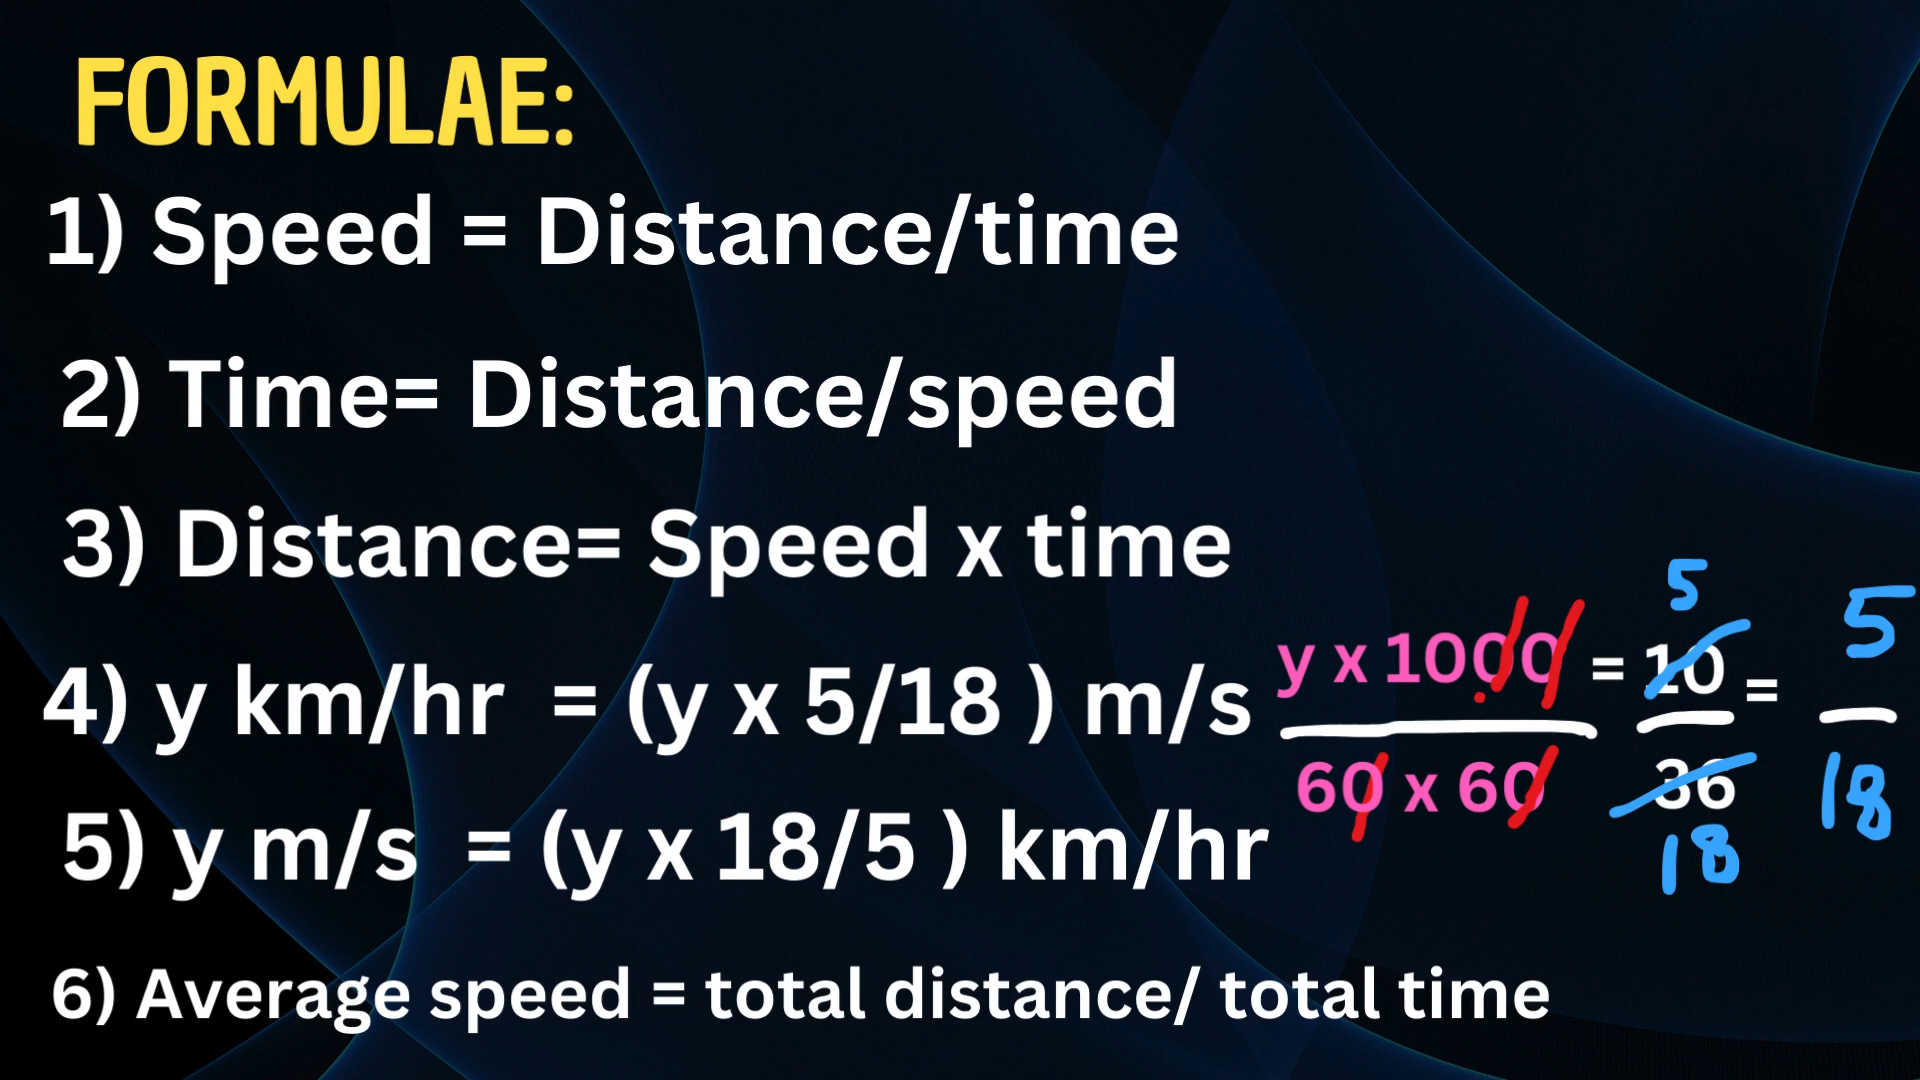 FORMULAE:
1) Speed = Distance/time
2) Time= Distance/speed
3) Distance= Speed x time
4) y km/hr = (y x 5/18 ) m/s
y x 1000
60 x 60
=
5
10
36
18
=
5
18
5) y m/s = (y x 18/5 ) km/hr
6) Average speed = total distance/ total time